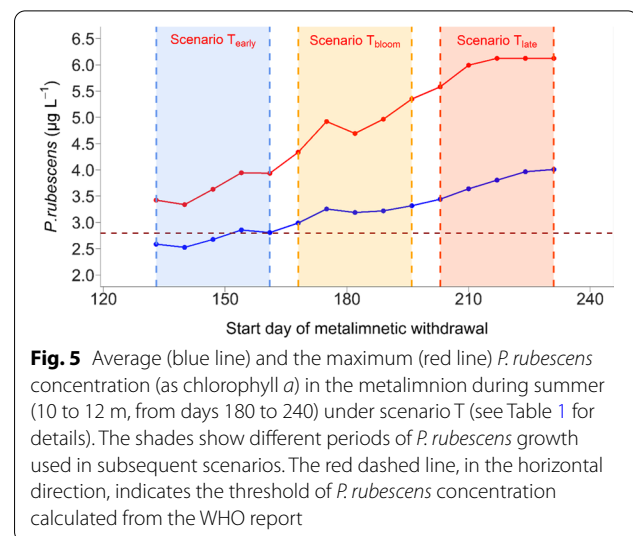 Scenario Tearly Scenario Tbloom Scenario Tlate
6.5
6.0
5.5
5.0
4.5
4.0
3.5
3.0
2.5
2.0
P.rubescens (µg L⁻¹)
120 150 180 210 240
Start day of metalimnetic withdrawal
Fig. 5 Average (blue line) and the maximum (red line) P. rubescens
concentration (as chlorophyll a) in the metalimnion during summer
(10 to 12 m, from days 180 to 240) under scenario T (see Table 1 for
details). The shades show different periods of P. rubescens growth
used in subsequent scenarios. The red dashed line, in the horizontal
direction, indicates the threshold of P. rubescens concentration
calculated from the WHO report